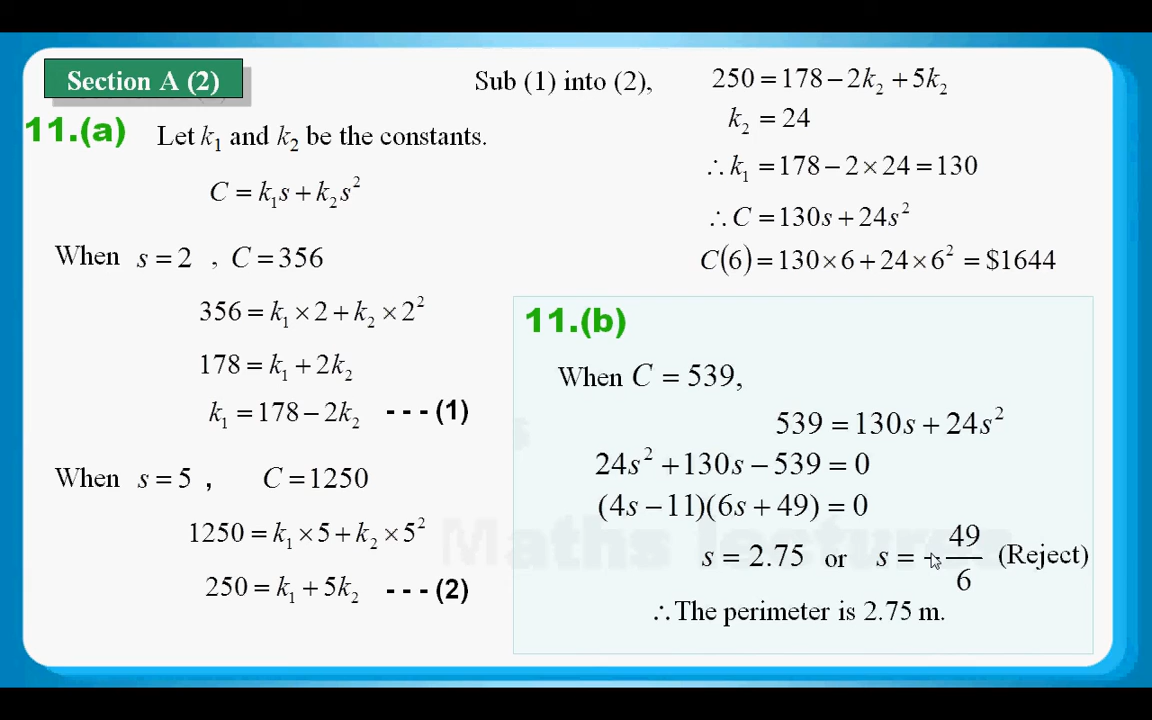 Section A (2)
11.(a) Let k₁ and k₂ be the constants.
C = k₁s + k₂s²
When s = 2 , C = 356
356 = k₁ × 2 + k₂ × 2²
178 = k₁ + 2k₂
k₁ = 178 − 2k₂ - - - (1)
When s = 5 , C = 1250
1250 = k₁ × 5 + k₂ × 5²
250 = k₁ + 5k₂ - - - (2)
Sub (1) into (2), 250 = 178 − 2k₂ + 5k₂
k₂ = 24
∴ k₁ = 178 − 2 × 24 = 130
∴ C = 130s + 24s²
C(6) = 130 × 6 + 24 × 6² = $1644
11.(b)
When C = 539,
539 = 130s + 24s²
24s² + 130s − 539 = 0
(4s − 11)(6s + 49) = 0
s = 2.75 or s = − 49/6 (Reject)
∴ The perimeter is 2.75 m.
Maths lectures